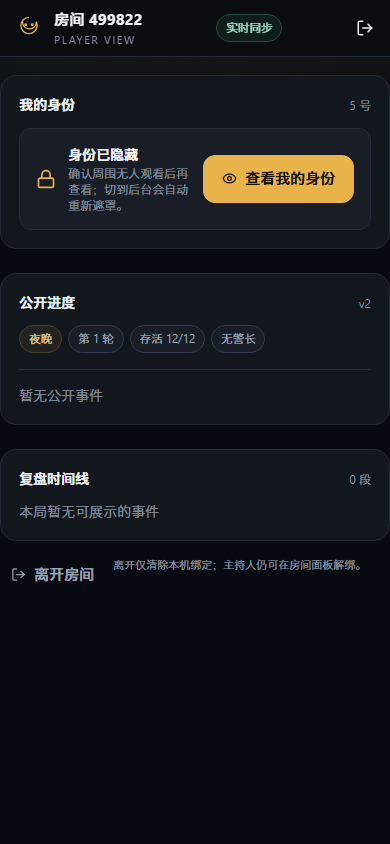 房间 499822
PLAYER VIEW
实时同步
我的身份
5 号
身份已隐藏
确认周围无人观看后再
查看；切到后台会自动
重新遮罩。
查看我的身份
公开进度
v2
夜晚
第 1 轮
存活 12/12
无警长
暂无公开事件
复盘时间线
0 段
本局暂无可展示的事件
离开房间
离开仅清除本机绑定；主持人仍可在房间面板解绑。